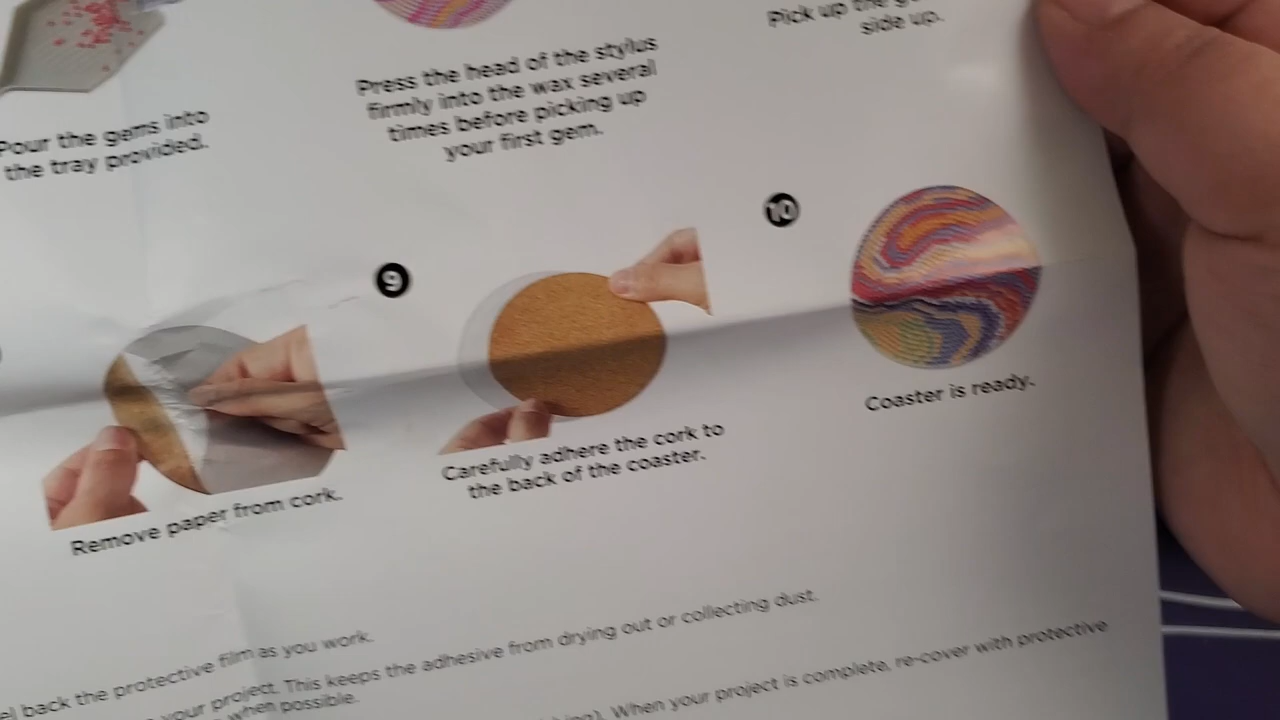 Pour the gems into
the tray provided.
Press the head of the stylus
firmly into the wax several
times before picking up
your first gem.
Pick up the
side up.
9
10
Remove paper from cork.
Carefully adhere the cork to
the back of the coaster.
Coaster is ready.
back the protective film as you work.
your project. This keeps the adhesive from drying out or collecting dust.
when possible.
When your project is complete, re-cover with protective